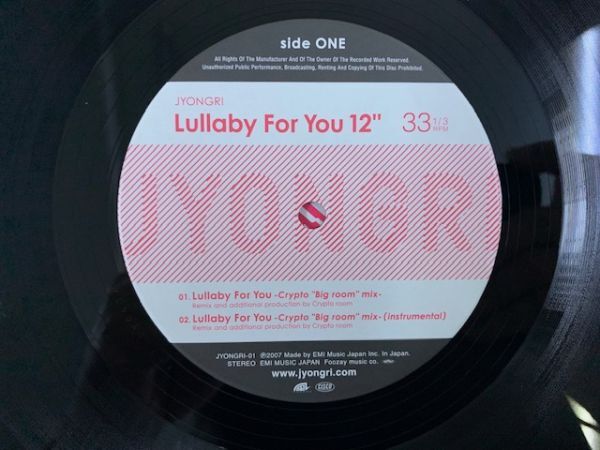 side ONE
All Rights Of The Manufacturer And Of The Owner Of The Recorded Work Reserved.
Unauthorized Public Performance, Broadcasting, Renting And Copying Of This Disc Prohibited.
JYONGRI
Lullaby For You 12"
33 1/3
RPM
JYONGRI
01. Lullaby For You -Crypto "Big room" mix-
Remix and additional production by Crypto room
02. Lullaby For You -Crypto "Big room" mix- (instrumental)
Remix and additional production by Crypto room
JYONGRI-01 ℗2007 Made by EMI Music Japan Inc. In Japan.
STEREO EMI MUSIC JAPAN Foozay music co.
www.jyongri.com